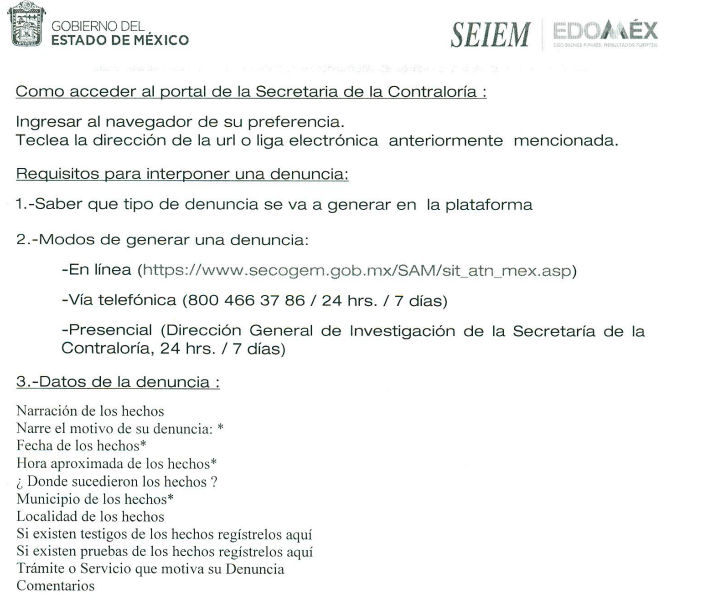 GOBIERNO DEL
ESTADO DE MÉXICO
SEIEM
EDOMÉX
DECISIONES FIRMES, RESULTADOS FUERTES.
Como acceder al portal de la Secretaria de la Contraloría :
Ingresar al navegador de su preferencia.
Teclea la dirección de la url o liga electrónica anteriormente mencionada.
Requisitos para interponer una denuncia:
1.-Saber que tipo de denuncia se va a generar en la plataforma
2.-Modos de generar una denuncia:
-En línea (https://www.secogem.gob.mx/SAM/sit_atn_mex.asp)
-Vía telefónica (800 466 37 86 / 24 hrs. / 7 días)
-Presencial (Dirección General de Investigación de la Secretaría de la
Contraloría, 24 hrs. / 7 días)
3.-Datos de la denuncia :
Narración de los hechos
Narre el motivo de su denuncia: *
Fecha de los hechos*
Hora aproximada de los hechos*
¿ Donde sucedieron los hechos ?
Municipio de los hechos*
Localidad de los hechos
Si existen testigos de los hechos regístrelos aquí
Si existen pruebas de los hechos regístrelos aquí
Trámite o Servicio que motiva su Denuncia
Comentarios